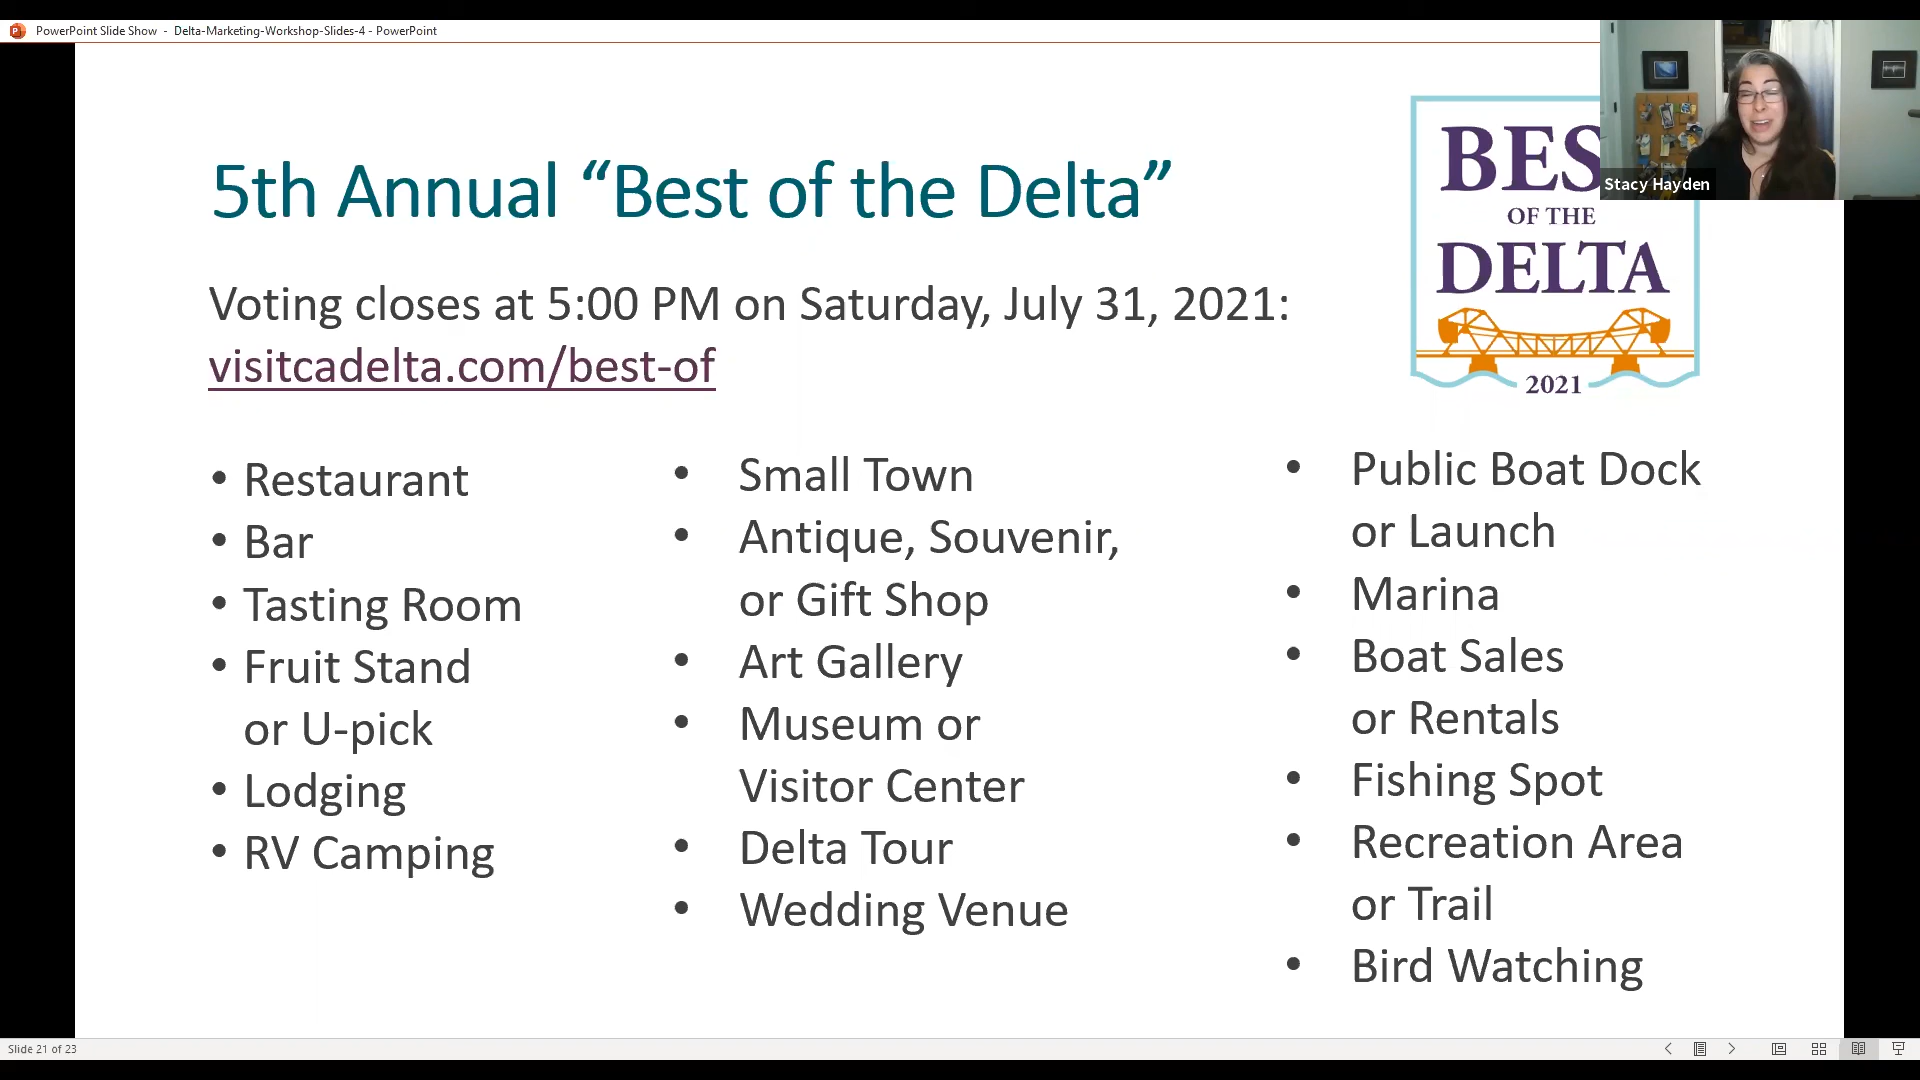 PowerPoint Slide Show - Delta-Marketing-Workshop-Slides-4 - PowerPoint
5th Annual “Best of the Delta”
Voting closes at 5:00 PM on Saturday, July 31, 2021:
visitcadelta.com/best-of
• Restaurant
• Bar
• Tasting Room
• Fruit Stand
or U-pick
• Lodging
• RV Camping
• Small Town
• Antique, Souvenir,
or Gift Shop
• Art Gallery
• Museum or
Visitor Center
• Delta Tour
• Wedding Venue
• Public Boat Dock
or Launch
• Marina
• Boat Sales
or Rentals
• Fishing Spot
• Recreation Area
or Trail
• Bird Watching
BES
OF THE
DELTA
2021
Stacy Hayden
Slide 21 of 23